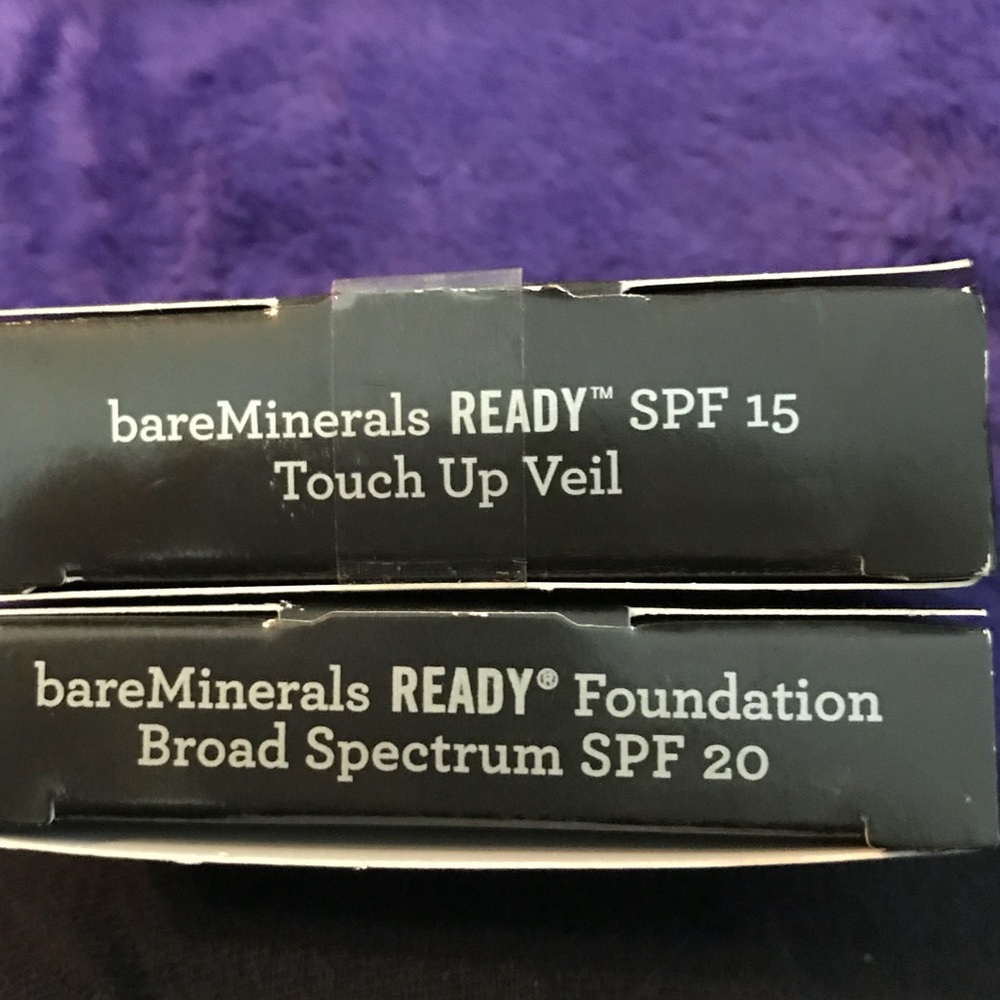 bareMinerals READY™ SPF 15
Touch Up Veil
bareMinerals READY® Foundation
Broad Spectrum SPF 20